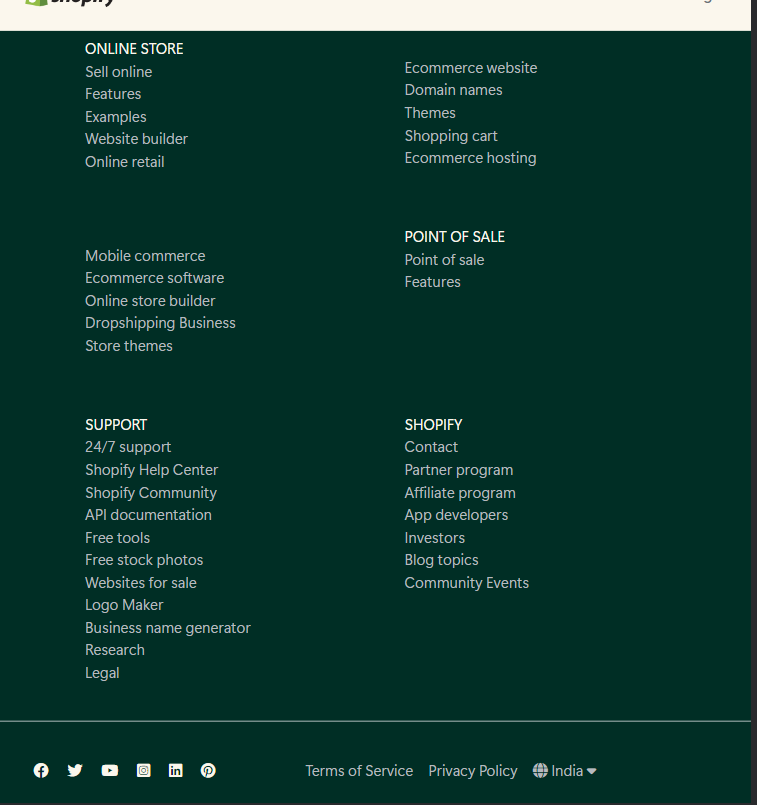 ONLINE STORE
Sell online
Features
Examples
Website builder
Online retail
Ecommerce website
Domain names
Themes
Shopping cart
Ecommerce hosting
Mobile commerce
Ecommerce software
Online store builder
Dropshipping Business
Store themes
POINT OF SALE
Point of sale
Features
SUPPORT
24/7 support
Shopify Help Center
Shopify Community
API documentation
Free tools
Free stock photos
Websites for sale
Logo Maker
Business name generator
Research
Legal
SHOPIFY
Contact
Partner program
Affiliate program
App developers
Investors
Blog topics
Community Events
Terms of Service Privacy Policy India